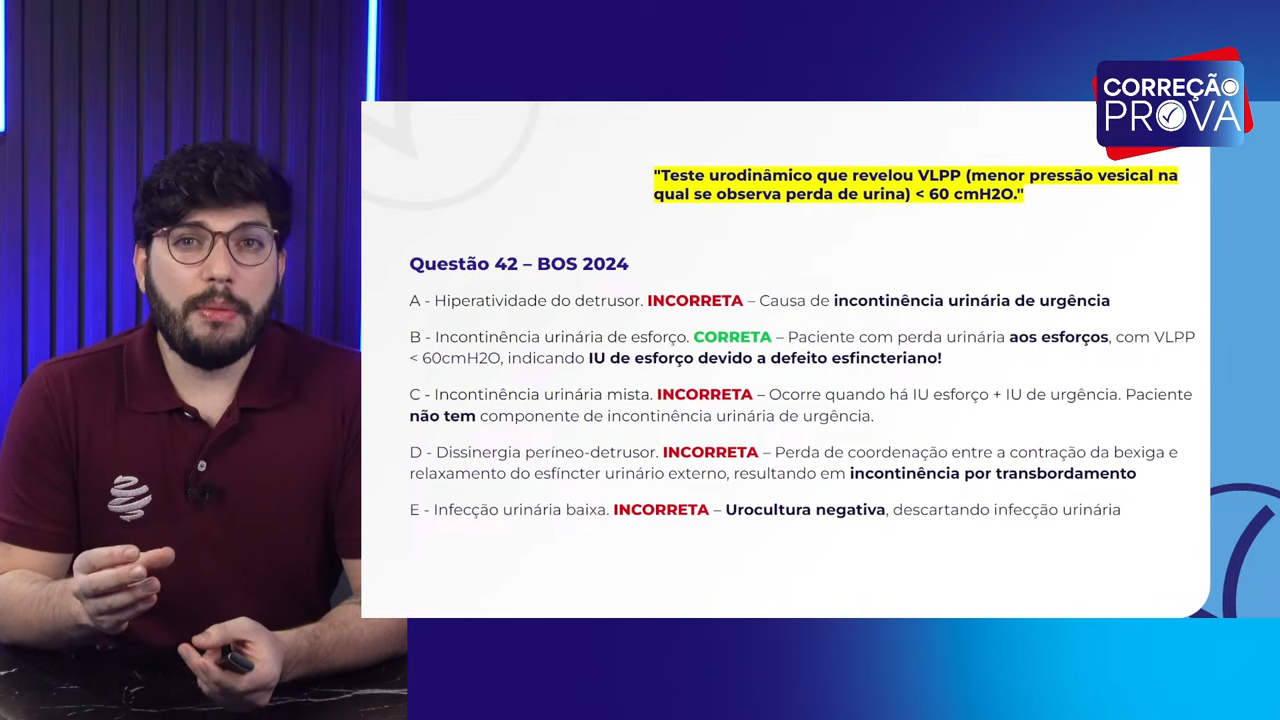 CORREÇÃO
PROVA
"Teste urodinâmico que revelou VLPP (menor pressão vesical na
qual se observa perda de urina) < 60 cmH2O."
Questão 42 – BOS 2024
A - Hiperatividade do detrusor. INCORRETA – Causa de incontinência urinária de urgência
B - Incontinência urinária de esforço. CORRETA – Paciente com perda urinária aos esforços, com VLPP
< 60cmH2O, indicando IU de esforço devido a defeito esfincteriano!
C - Incontinência urinária mista. INCORRETA – Ocorre quando há IU esforço + IU de urgência. Paciente
não tem componente de incontinência urinária de urgência.
D - Dissinergia períneo-detrusor. INCORRETA – Perda de coordenação entre a contração da bexiga e
relaxamento do esfíncter urinário externo, resultando em incontinência por transbordamento
E - Infecção urinária baixa. INCORRETA – Urocultura negativa, descartando infecção urinária